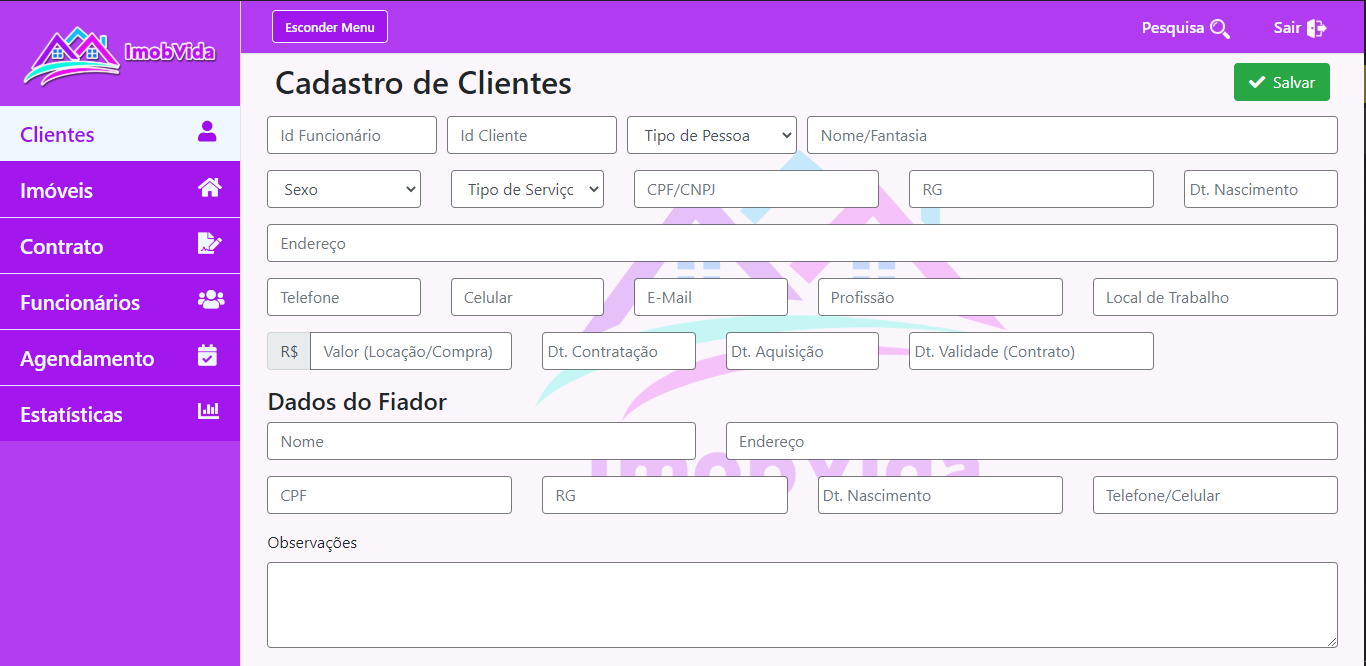 ImobVida
Esconder Menu
Pesquisa
Sair
Clientes
Imóveis
Contrato
Funcionários
Agendamento
Estatísticas
Cadastro de Clientes
Salvar
Id Funcionário
Id Cliente
Tipo de Pessoa
Nome/Fantasia
Sexo
Tipo de Serviçc
CPF/CNPJ
RG
Dt. Nascimento
Endereço
Telefone
Celular
E-Mail
Profissão
Local de Trabalho
R$
Valor (Locação/Compra)
Dt. Contratação
Dt. Aquisição
Dt. Validade (Contrato)
Dados do Fiador
Nome
Endereço
ImobVida
CPF
RG
Dt. Nascimento
Telefone/Celular
Observações